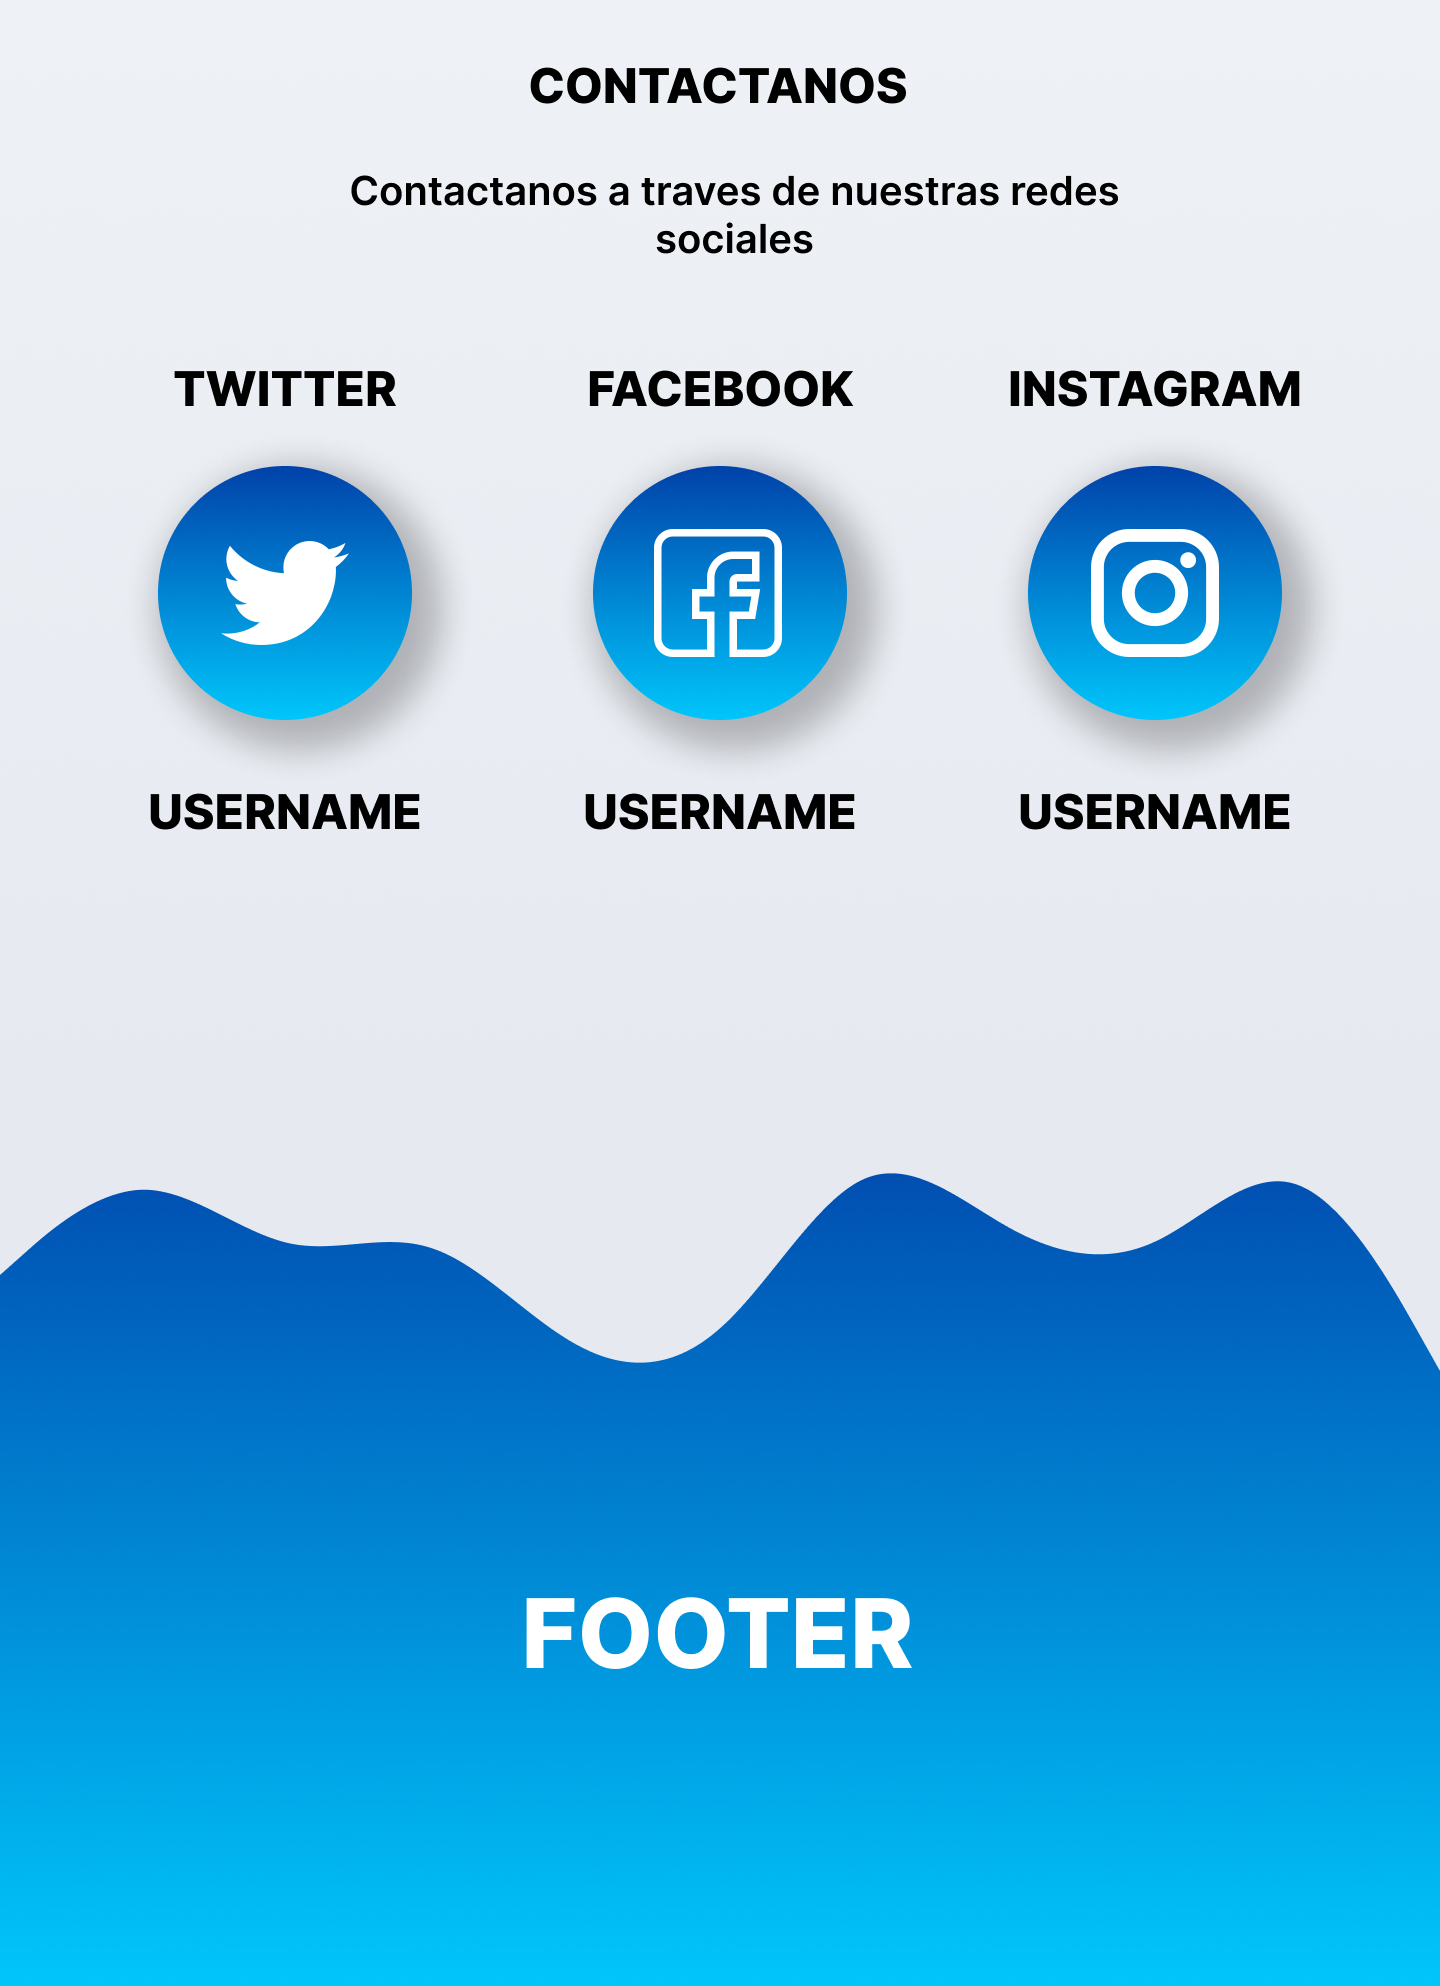 CONTACTANOS
Contactanos a traves de nuestras redes
sociales
TWITTER FACEBOOK INSTAGRAM
USERNAME USERNAME USERNAME
FOOTER